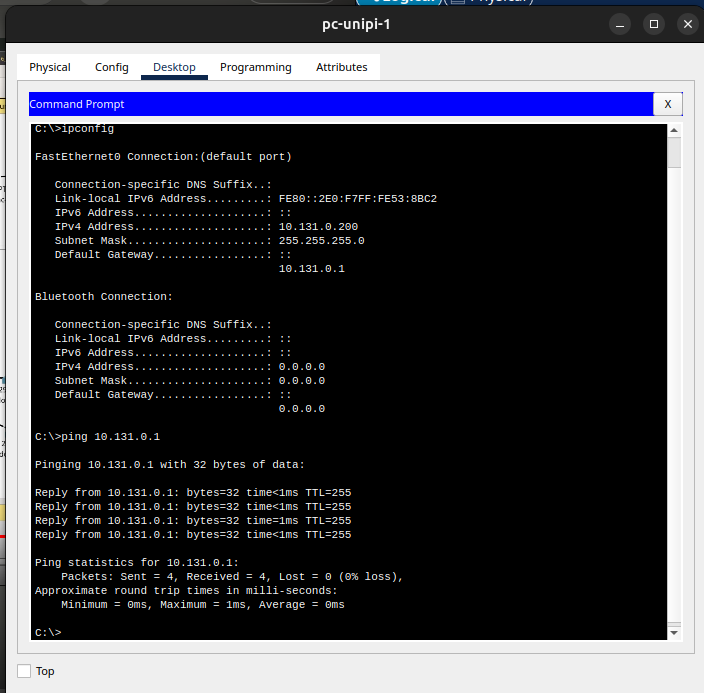 pc-unipi-1
Physical Config Desktop Programming Attributes
Command Prompt X
C:\>ipconfig
FastEthernet0 Connection:(default port)
Connection-specific DNS Suffix..:
Link-local IPv6 Address.........: FE80::2E0:F7FF:FE53:8BC2
IPv6 Address....................: ::
IPv4 Address....................: 10.131.0.200
Subnet Mask.....................: 255.255.255.0
Default Gateway.................: ::
10.131.0.1
Bluetooth Connection:
Connection-specific DNS Suffix..:
Link-local IPv6 Address.........: ::
IPv6 Address....................: ::
IPv4 Address....................: 0.0.0.0
Subnet Mask.....................: 0.0.0.0
Default Gateway.................: ::
0.0.0.0
C:\>ping 10.131.0.1
Pinging 10.131.0.1 with 32 bytes of data:
Reply from 10.131.0.1: bytes=32 time<1ms TTL=255
Reply from 10.131.0.1: bytes=32 time<1ms TTL=255
Reply from 10.131.0.1: bytes=32 time=1ms TTL=255
Reply from 10.131.0.1: bytes=32 time<1ms TTL=255
Ping statistics for 10.131.0.1:
Packets: Sent = 4, Received = 4, Lost = 0 (0% loss),
Approximate round trip times in milli-seconds:
Minimum = 0ms, Maximum = 1ms, Average = 0ms
C:\>
Top